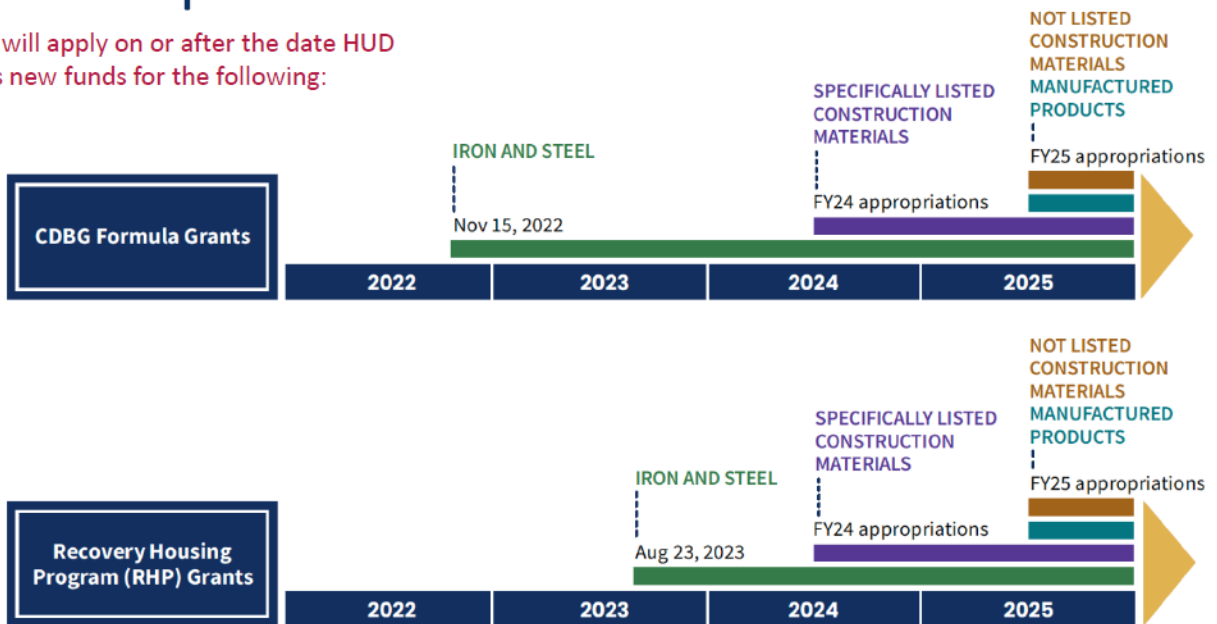 will apply on or after the date HUD
new funds for the following:
NOT LISTED
CONSTRUCTION
MATERIALS
MANUFACTURED
PRODUCTS
SPECIFICALLY LISTED
CONSTRUCTION
MATERIALS
IRON AND STEEL
FY25 appropriations
FY24 appropriations
Nov 15, 2022
CDBG Formula Grants
2022
2023
2024
2025
NOT LISTED
CONSTRUCTION
MATERIALS
MANUFACTURED
PRODUCTS
SPECIFICALLY LISTED
CONSTRUCTION
MATERIALS
IRON AND STEEL
FY25 appropriations
FY24 appropriations
Aug 23, 2023
Recovery Housing
Program (RHP) Grants
2022
2023
2024
2025